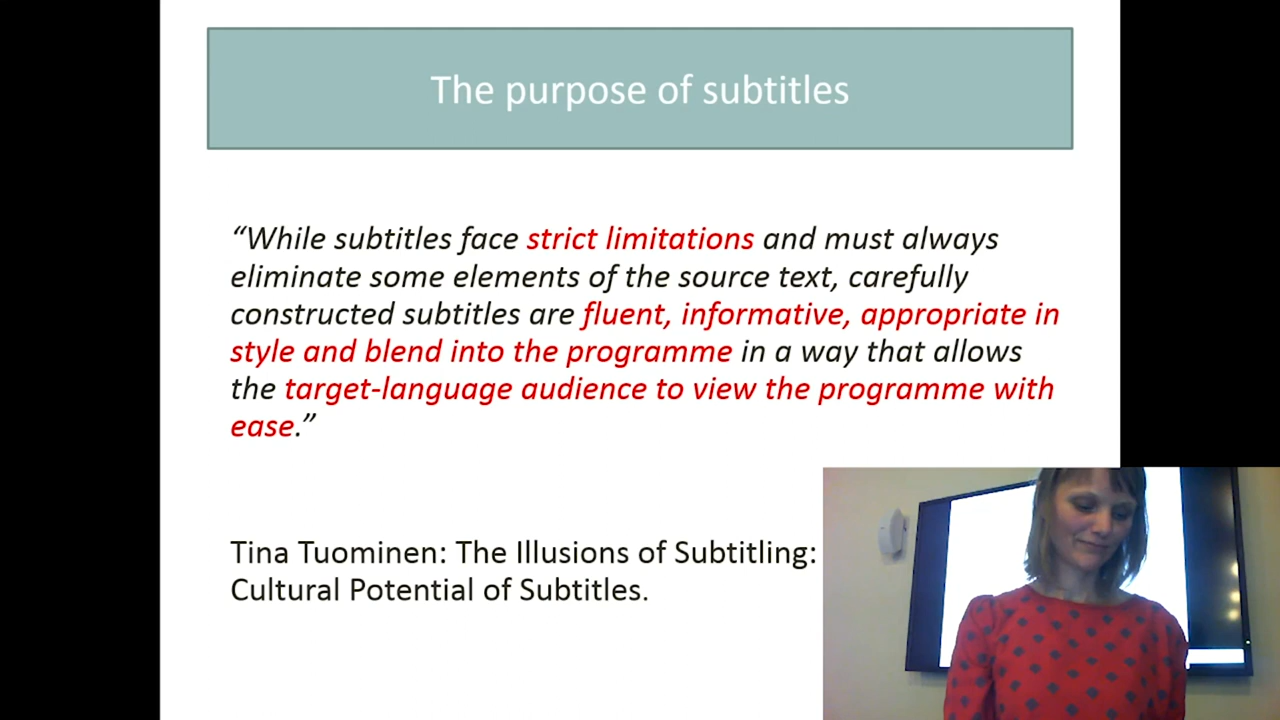 The purpose of subtitles
“While subtitles face strict limitations and must always
eliminate some elements of the source text, carefully
constructed subtitles are fluent, informative, appropriate in
style and blend into the programme in a way that allows
the target-language audience to view the programme with
ease.”
Tina Tuominen: The Illusions of Subtitling:
Cultural Potential of Subtitles.